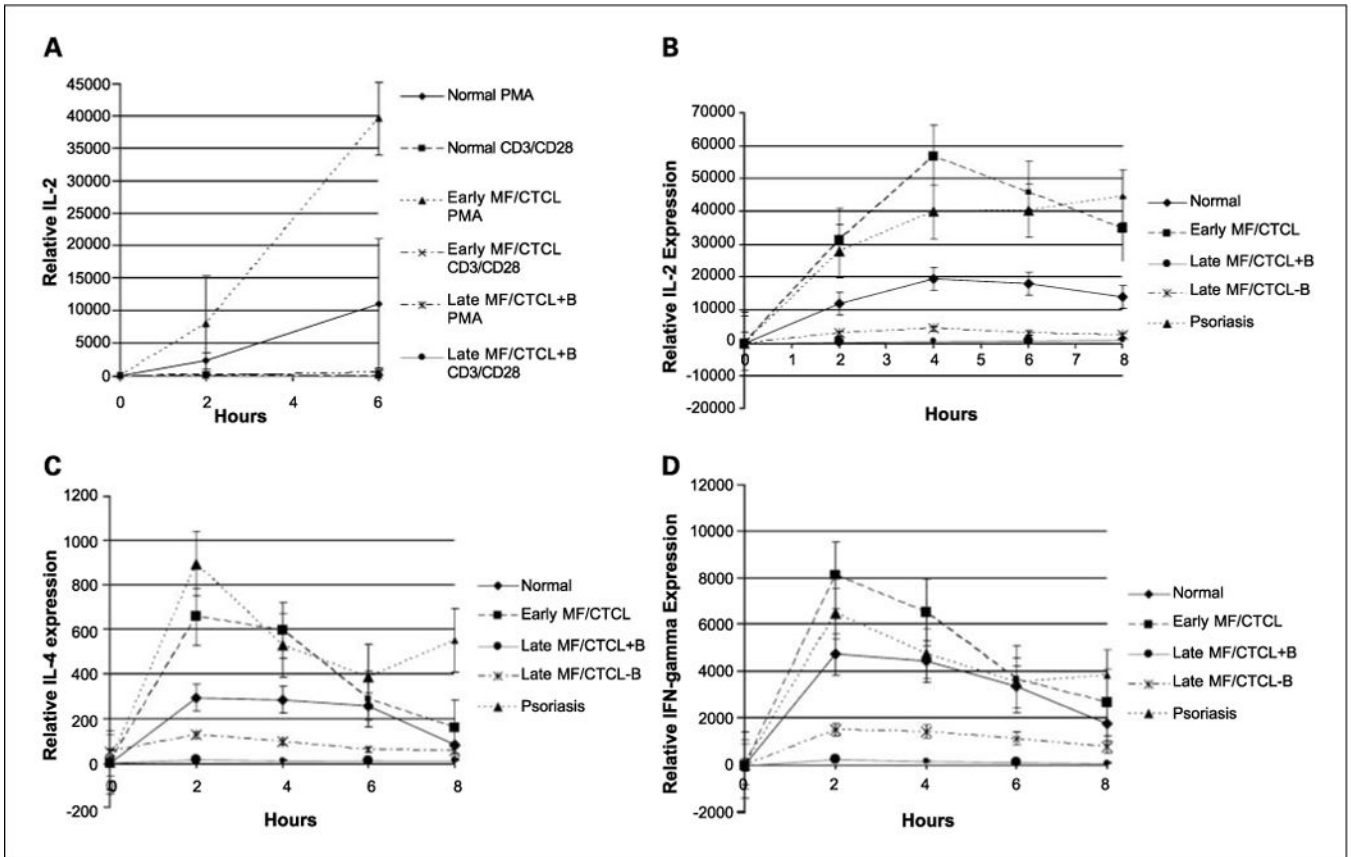 A
Relative IL-2
45000
40000
35000
30000
25000
20000
15000
10000
5000
0
0
2
4
6
Hours
Normal PMA
Normal CD3/CD28
Early MF/CTCL
PMA
Early MF/CTCL
CD3/CD28
Late MF/CTCL+B
PMA
Late MF/CTCL+B
CD3/CD28
B
Relative IL-2 Expression
70000
60000
50000
40000
30000
20000
10000
0
-10000
-20000
0
1
2
3
4
5
6
7
8
Hours
Normal
Early MF/CTCL
Late MF/CTCL+B
Late MF/CTCL-B
Psoriasis
C
Relative IL-4 expression
1200
1000
800
600
400
200
0
-200
0
2
4
6
8
Hours
Normal
Early MF/CTCL
Late MF/CTCL+B
Late MF/CTCL-B
Psoriasis
D
Relative IFN-gamma Expression
12000
10000
8000
6000
4000
2000
0
-2000
0
2
4
6
8
Hours
Normal
Early MF/CTCL
Late MF/CTCL+B
Late MF/CTCL-B
Psoriasis